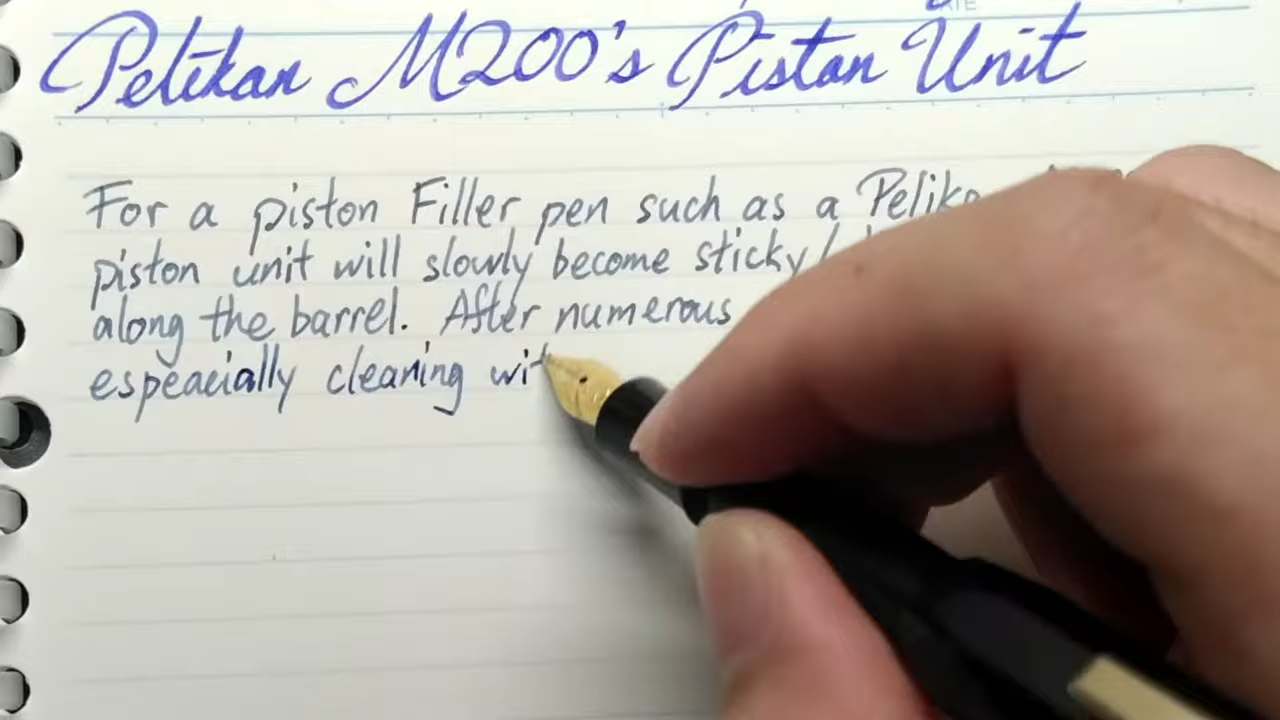 Pelikan M200's Piston Unit
For a piston Filler pen such as a
piston unit will slowly become sticky/
along the barrel. After numerous
espeacially cleaning